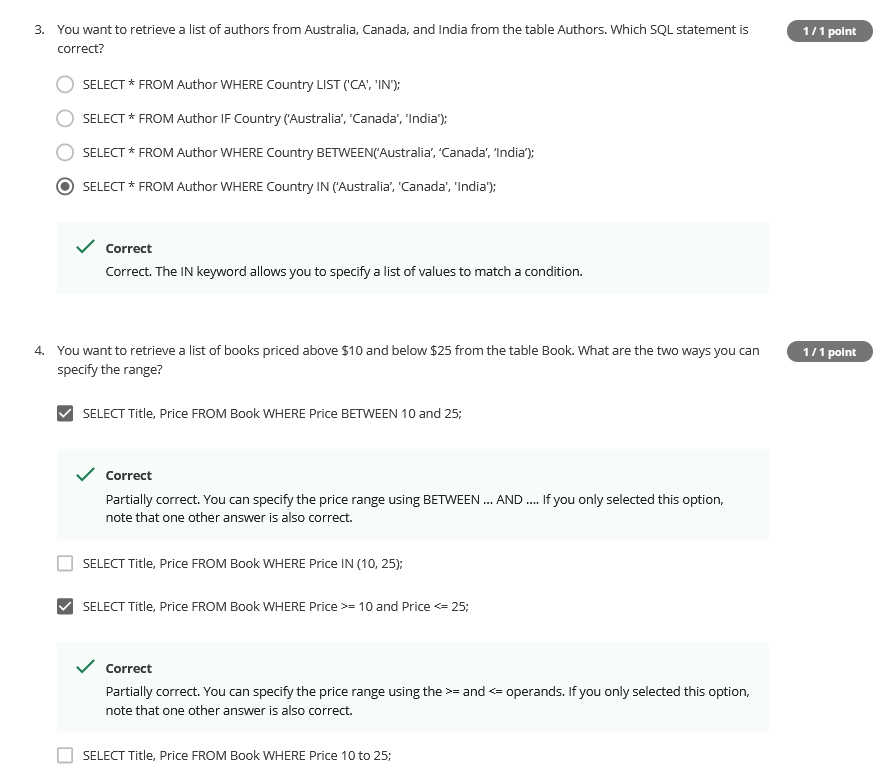 3. You want to retrieve a list of authors from Australia, Canada, and India from the table Authors. Which SQL statement is
correct?
1 / 1 point
SELECT * FROM Author WHERE Country LIST ('CA', 'IN');
SELECT * FROM Author IF Country (‘Australia’, 'Canada', 'India');
SELECT * FROM Author WHERE Country BETWEEN(‘Australia’, ‘Canada’, ‘India’);
SELECT * FROM Author WHERE Country IN (‘Australia’, 'Canada', 'India');
Correct
Correct. The IN keyword allows you to specify a list of values to match a condition.
4. You want to retrieve a list of books priced above $10 and below $25 from the table Book. What are the two ways you can
specify the range?
1 / 1 point
SELECT Title, Price FROM Book WHERE Price BETWEEN 10 and 25;
Correct
Partially correct. You can specify the price range using BETWEEN ... AND .... If you only selected this option,
note that one other answer is also correct.
SELECT Title, Price FROM Book WHERE Price IN (10, 25);
SELECT Title, Price FROM Book WHERE Price >= 10 and Price <= 25;
Correct
Partially correct. You can specify the price range using the >= and <= operands. If you only selected this option,
note that one other answer is also correct.
SELECT Title, Price FROM Book WHERE Price 10 to 25;